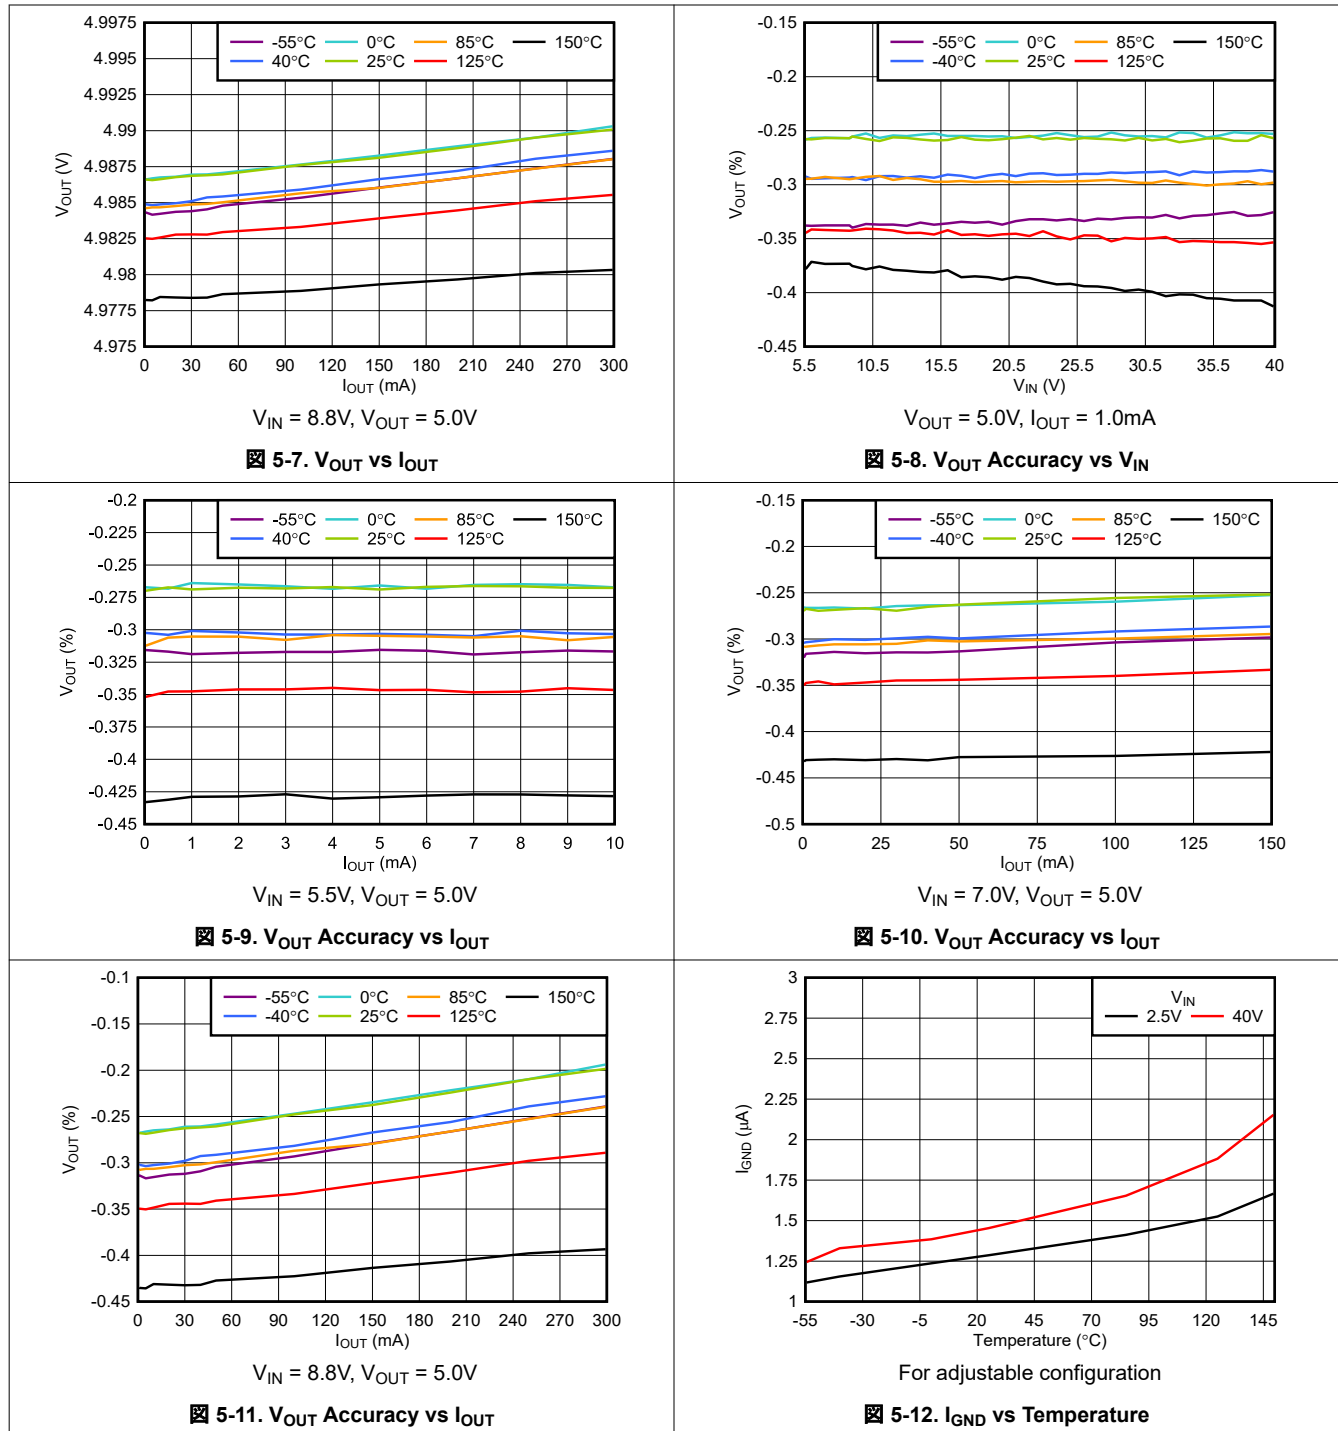 4.9975
4.995
4.9925
4.99
4.9875
4.985
4.9825
4.98
4.9775
4.975
VOUT (V)
-55°C 0°C 85°C 150°C
40°C 25°C 125°C
0 30 60 90 120 150 180 210 240 270 300
IOUT (mA)
VIN = 8.8V, VOUT = 5.0V
図 5-7. VOUT vs IOUT
-0.15
-0.2
-0.25
-0.3
-0.35
-0.4
-0.45
VOUT (%)
-55°C 0°C 85°C 150°C
-40°C 25°C 125°C
5.5 10.5 15.5 20.5 25.5 30.5 35.5 40
VIN (V)
VOUT = 5.0V, IOUT = 1.0mA
図 5-8. VOUT Accuracy vs VIN
-0.2
-0.225
-0.25
-0.275
-0.3
-0.325
-0.35
-0.375
-0.4
-0.425
-0.45
VOUT (%)
-55°C 0°C 85°C 150°C
40°C 25°C 125°C
0 1 2 3 4 5 6 7 8 9 10
IOUT (mA)
VIN = 5.5V, VOUT = 5.0V
図 5-9. VOUT Accuracy vs IOUT
-0.15
-0.2
-0.25
-0.3
-0.35
-0.4
-0.45
-0.5
VOUT (%)
-55°C 0°C 85°C 150°C
-40°C 25°C 125°C
0 25 50 75 100 125 150
IOUT (mA)
VIN = 7.0V, VOUT = 5.0V
図 5-10. VOUT Accuracy vs IOUT
-0.1
-0.15
-0.2
-0.25
-0.3
-0.35
-0.4
-0.45
VOUT (%)
-55°C 0°C 85°C 150°C
-40°C 25°C 125°C
0 30 60 90 120 150 180 210 240 270 300
IOUT (mA)
VIN = 8.8V, VOUT = 5.0V
図 5-11. VOUT Accuracy vs IOUT
3
2.75
2.5
2.25
2
1.75
1.5
1.25
1
IGND (µA)
VIN
2.5V 40V
-55 -30 -5 20 45 70 95 120 145
Temperature (°C)
For adjustable configuration
図 5-12. IGND vs Temperature